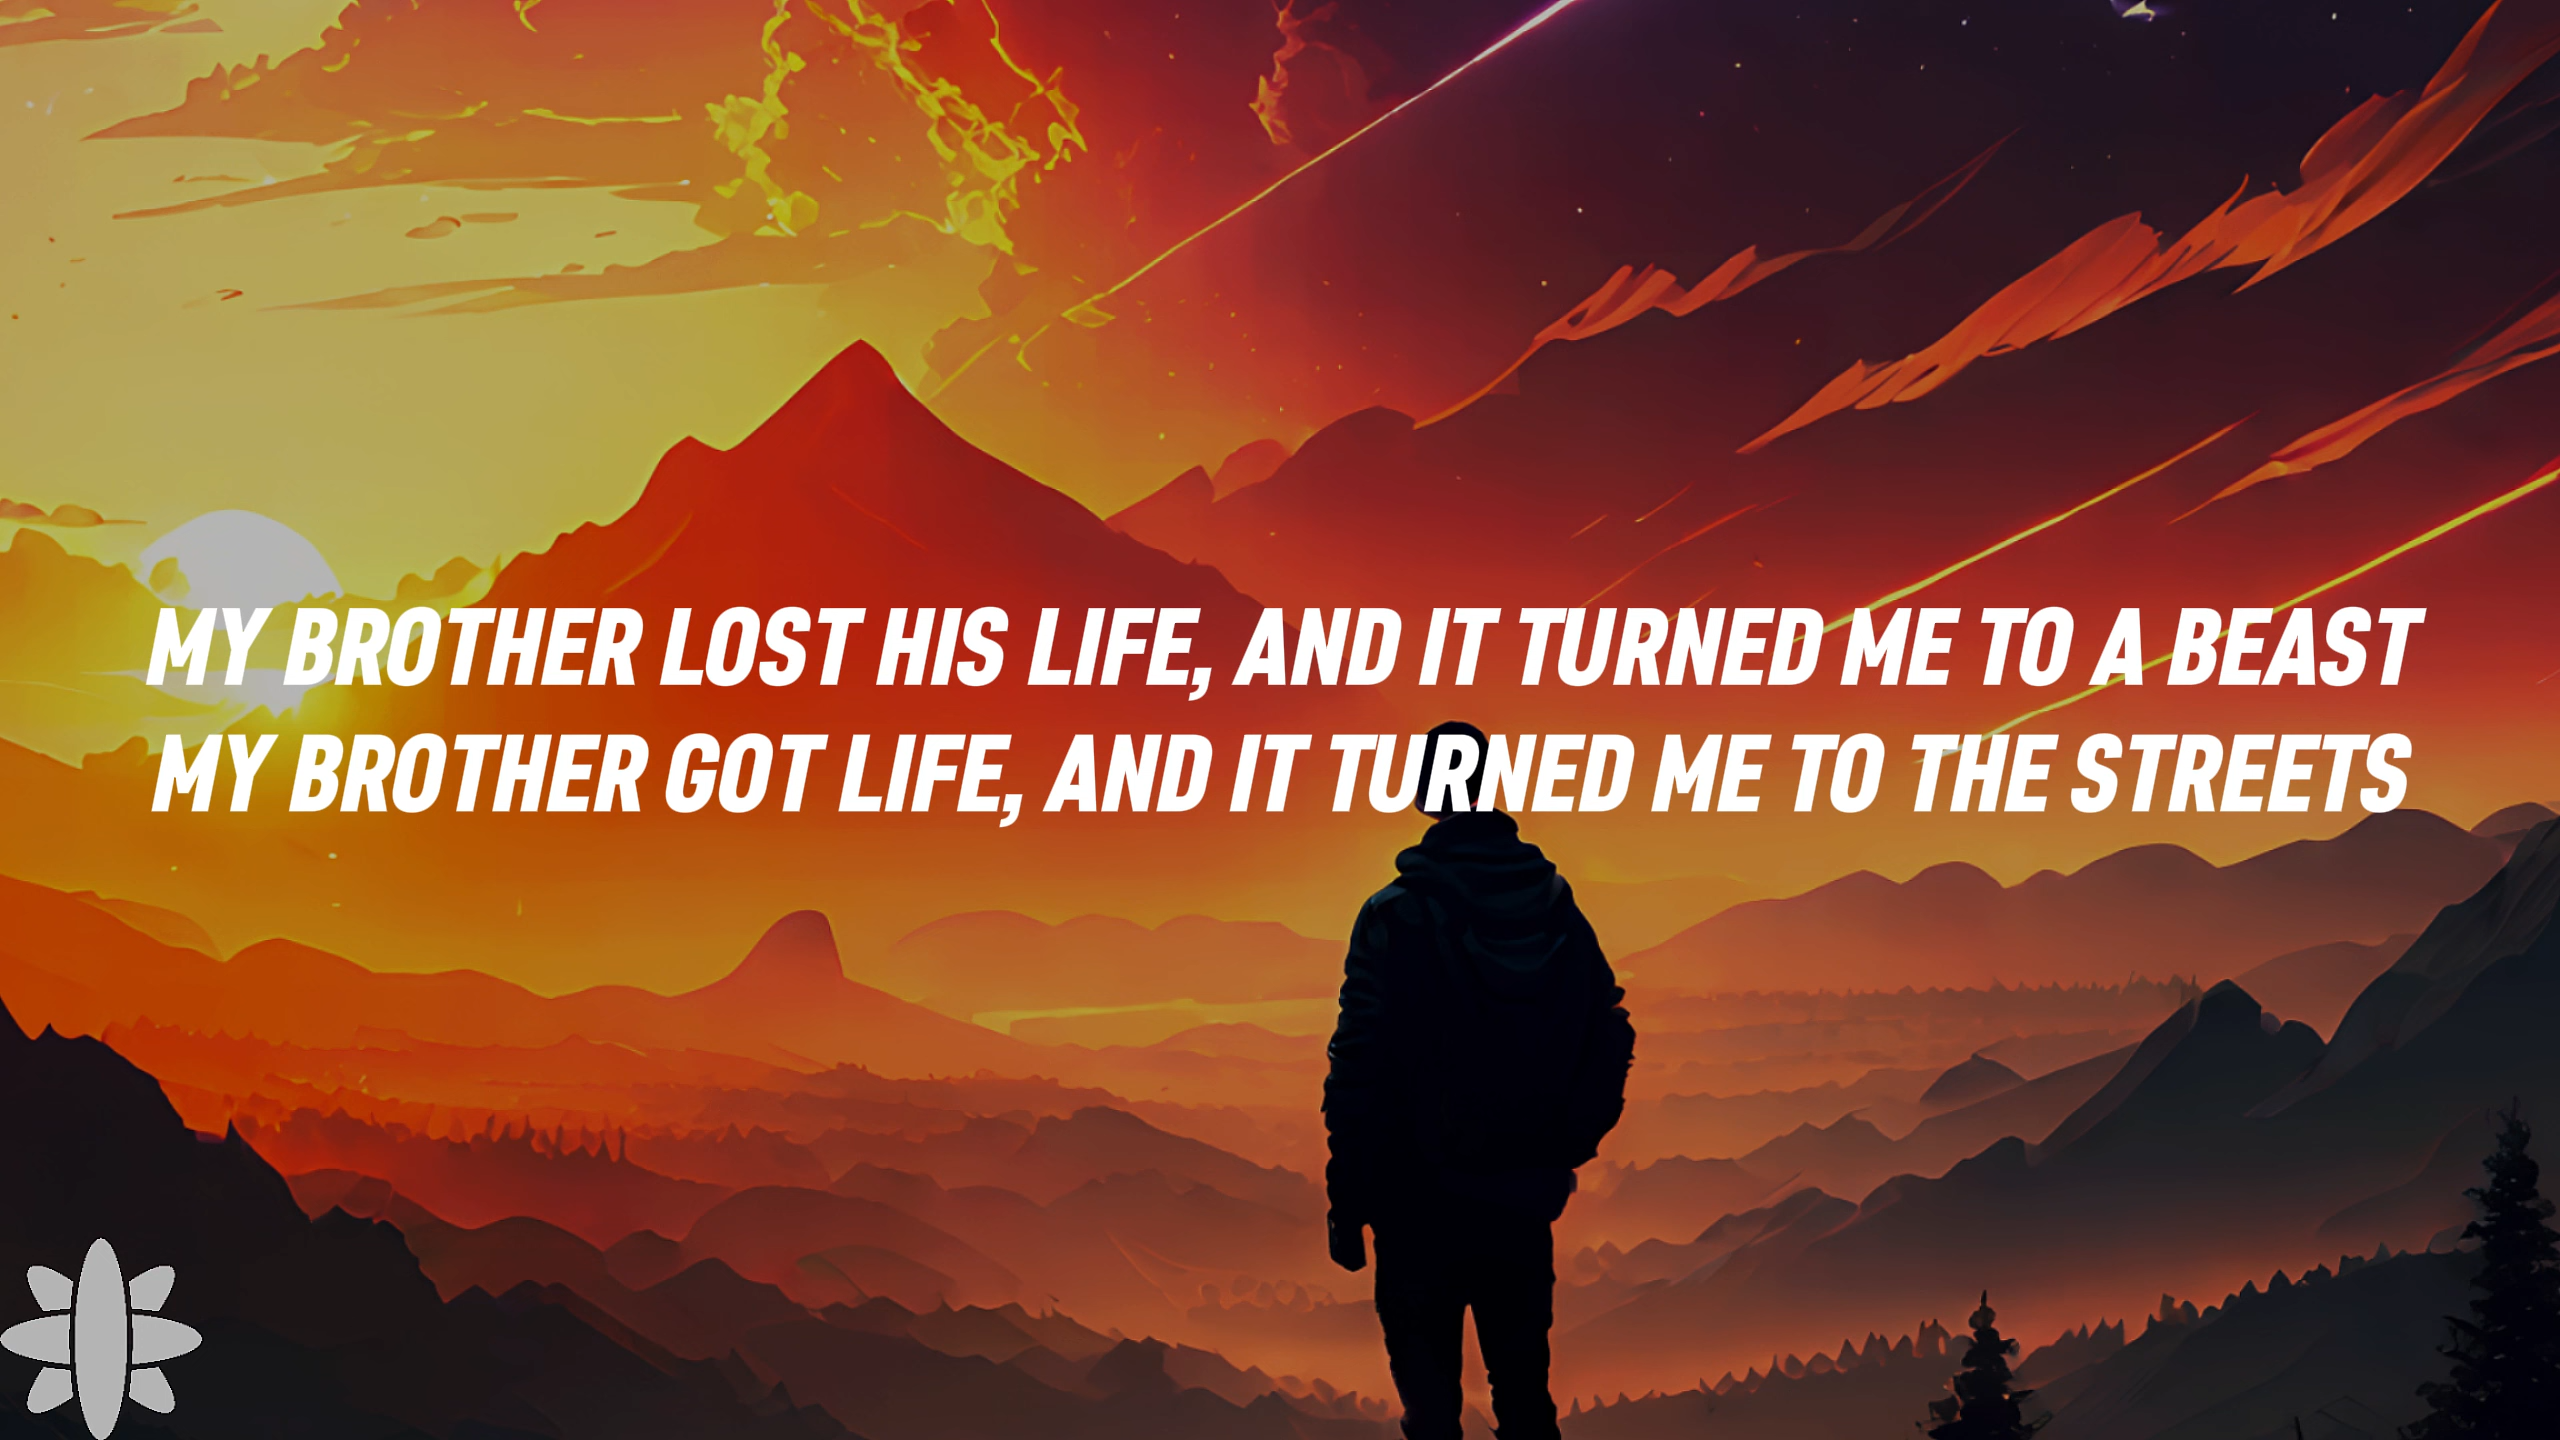 MY BROTHER LOST HIS LIFE, AND IT TURNED ME TO A BEAST
MY BROTHER GOT LIFE, AND IT TURNED ME TO THE STREETS